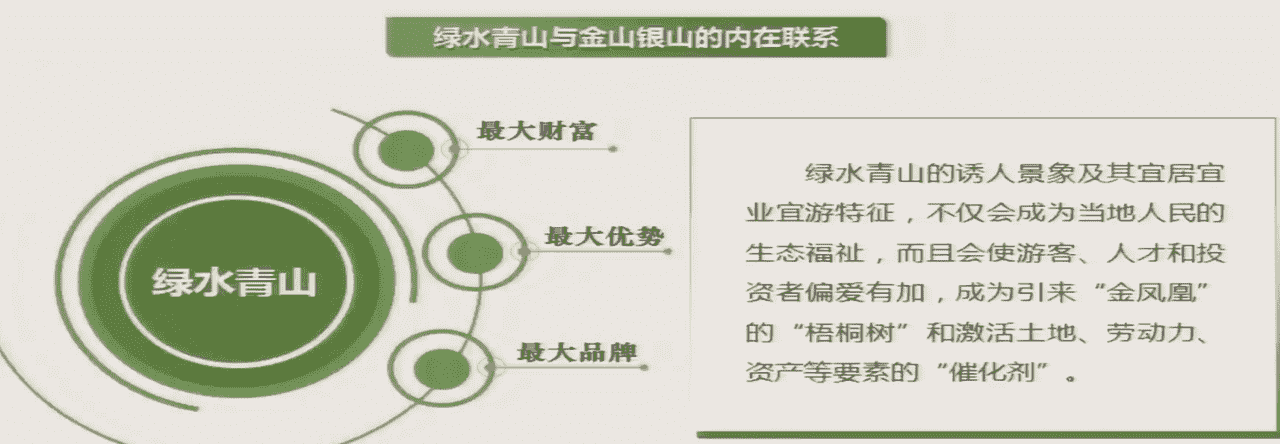 绿水青山与金山银山的内在联系
最大财富
最大优势
绿水青山
最大品牌
绿水青山的诱人景象及其宜居宜
业宜游特征，不仅会成为当地人民的
生态福祉，而且会使游客、人才和投
资者偏爱有加，成为引来“金凤凰”
的“梧桐树”和激活土地、劳动力、
资产等要素的“催化剂”。